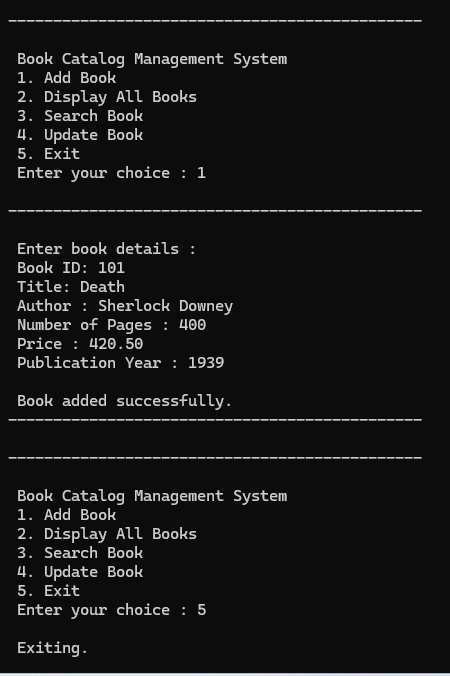 Book Catalog Management System
1. Add Book
2. Display All Books
3. Search Book
4. Update Book
5. Exit
Enter your choice : 1
Enter book details :
Book ID: 101
Title: Death
Author : Sherlock Downey
Number of Pages : 400
Price : 420.50
Publication Year : 1939
Book added successfully.
Book Catalog Management System
1. Add Book
2. Display All Books
3. Search Book
4. Update Book
5. Exit
Enter your choice : 5
Exiting.